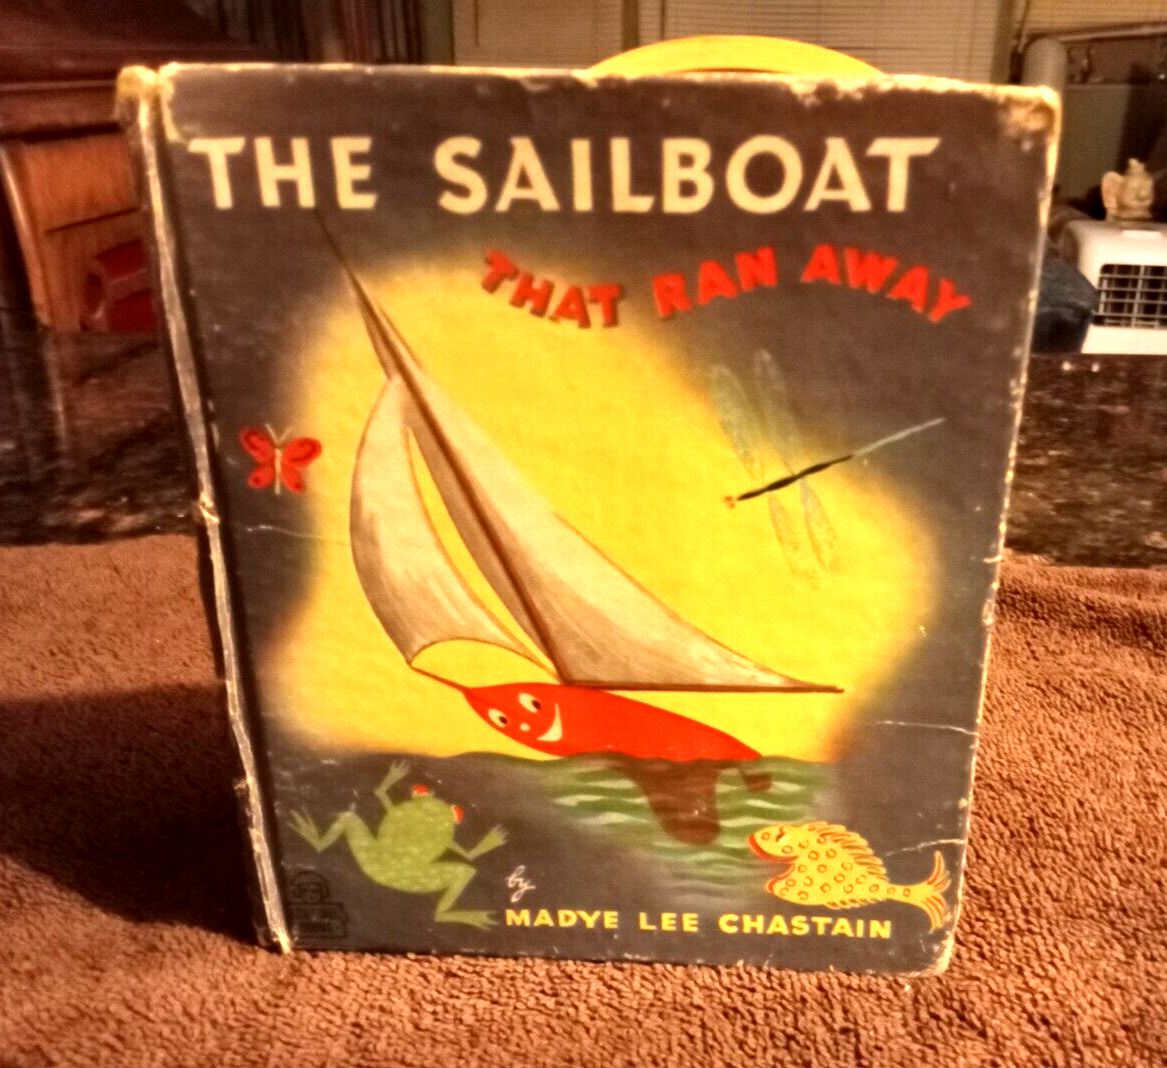 THE SAILBOAT
THAT RAN AWAY
by
MADYE LEE CHASTAIN